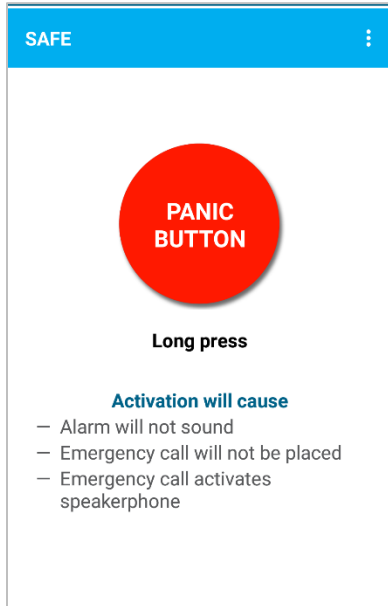 SAFE
PANIC
BUTTON
Long press
Activation will cause
— Alarm will not sound
— Emergency call will not be placed
— Emergency call activates
speakerphone